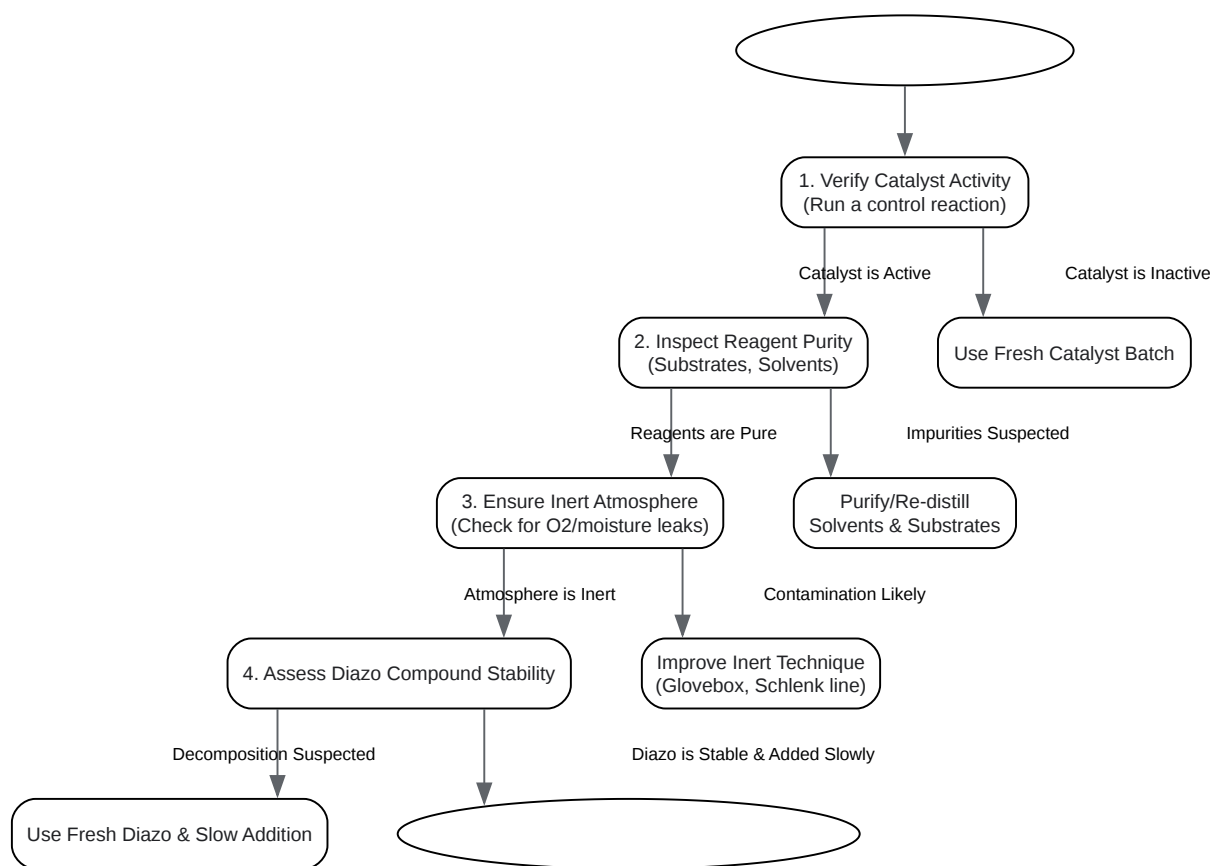 1. Verify Catalyst Activity
(Run a control reaction)
Catalyst is Active
Catalyst is Inactive
2. Inspect Reagent Purity
(Substrates, Solvents)
Use Fresh Catalyst Batch
Reagents are Pure
Impurities Suspected
3. Ensure Inert Atmosphere
(Check for O2/moisture leaks)
Purify/Re-distill
Solvents & Substrates
Atmosphere is Inert
Contamination Likely
4. Assess Diazo Compound Stability
Improve Inert Technique
(Glovebox, Schlenk line)
Decomposition Suspected
Diazo is Stable & Added Slowly
Use Fresh Diazo & Slow Addition